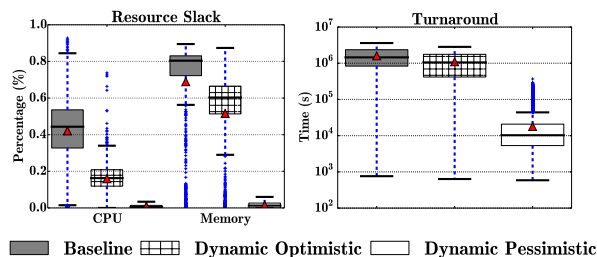 Resource Slack
Turnaround
Percentage (%)
1.0
0.8
0.6
0.4
0.2
0.0
CPU
Memory
Time (s)
10^7
10^6
10^5
10^4
10^3
10^2
Baseline
Dynamic Optimistic
Dynamic Pessimistic